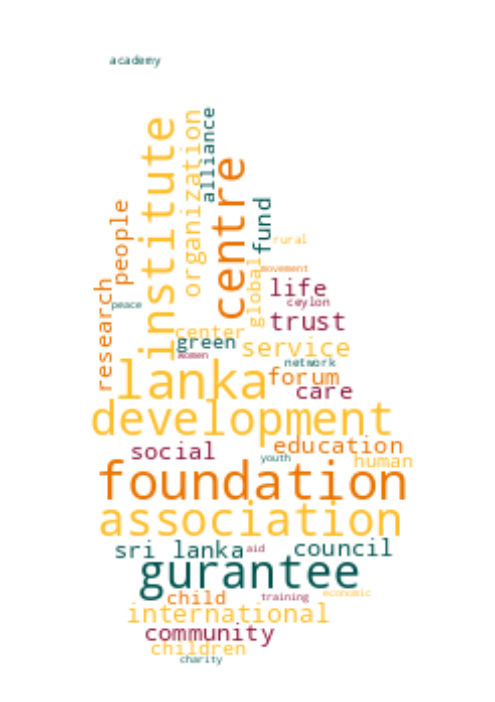 academy
institute
organization
alliance
centre
people
fund
rural
research
global
movement
life
peace
ceylon
trust
center
green
service
women
network
lanka
forum
care
development
social
education
youth
human
foundation
association
sri lanka
aid
council
gurantee
child
training
economic
international
community
children
charity